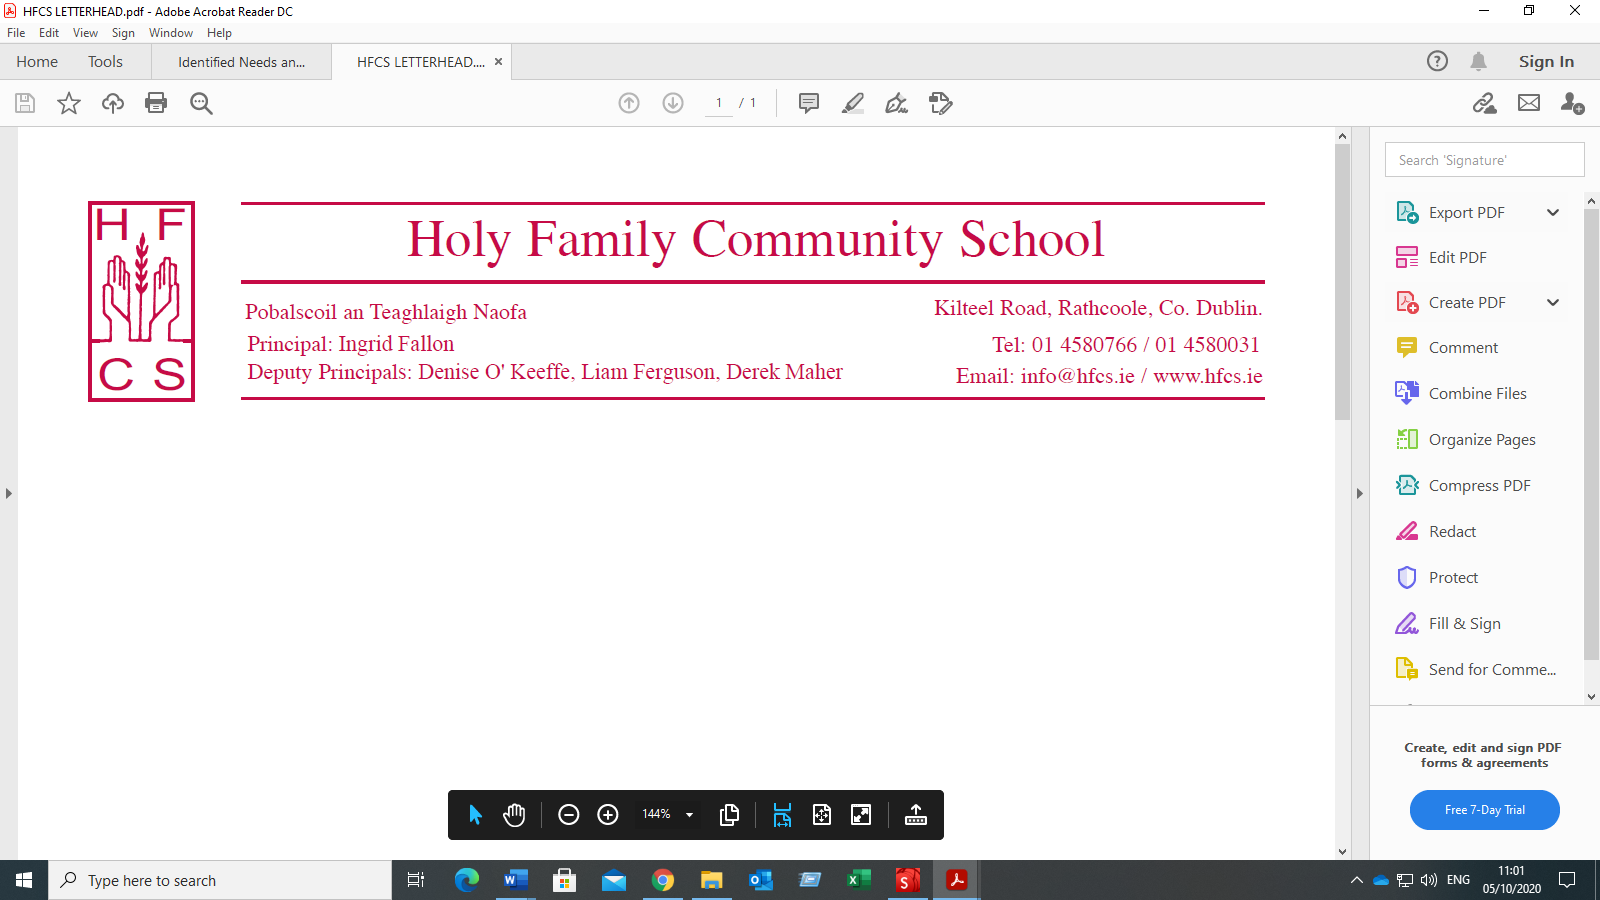 HFCS LETTERHEAD.pdf - Adobe Acrobat Reader DC
File Edit View Sign Window Help
Home Tools Identified Needs an... HFCS LETTERHEAD.... × Sign In
1 / 1
Search 'Signature'
H F
C S
Holy Family Community School
Pobalscoil an Teaghlaigh Naofa
Principal: Ingrid Fallon
Deputy Principals: Denise O' Keeffe, Liam Ferguson, Derek Maher
Kilteel Road, Rathcoole, Co. Dublin.
Tel: 01 4580766 / 01 4580031
Email: info@hfcs.ie / www.hfcs.ie
Export PDF
Edit PDF
Create PDF
Comment
Combine Files
Organize Pages
Compress PDF
Redact
Protect
Fill & Sign
Send for Comme...
Create, edit and sign PDF
forms & agreements
Free 7-Day Trial
144%
Type here to search
ENG
11:01
05/10/2020